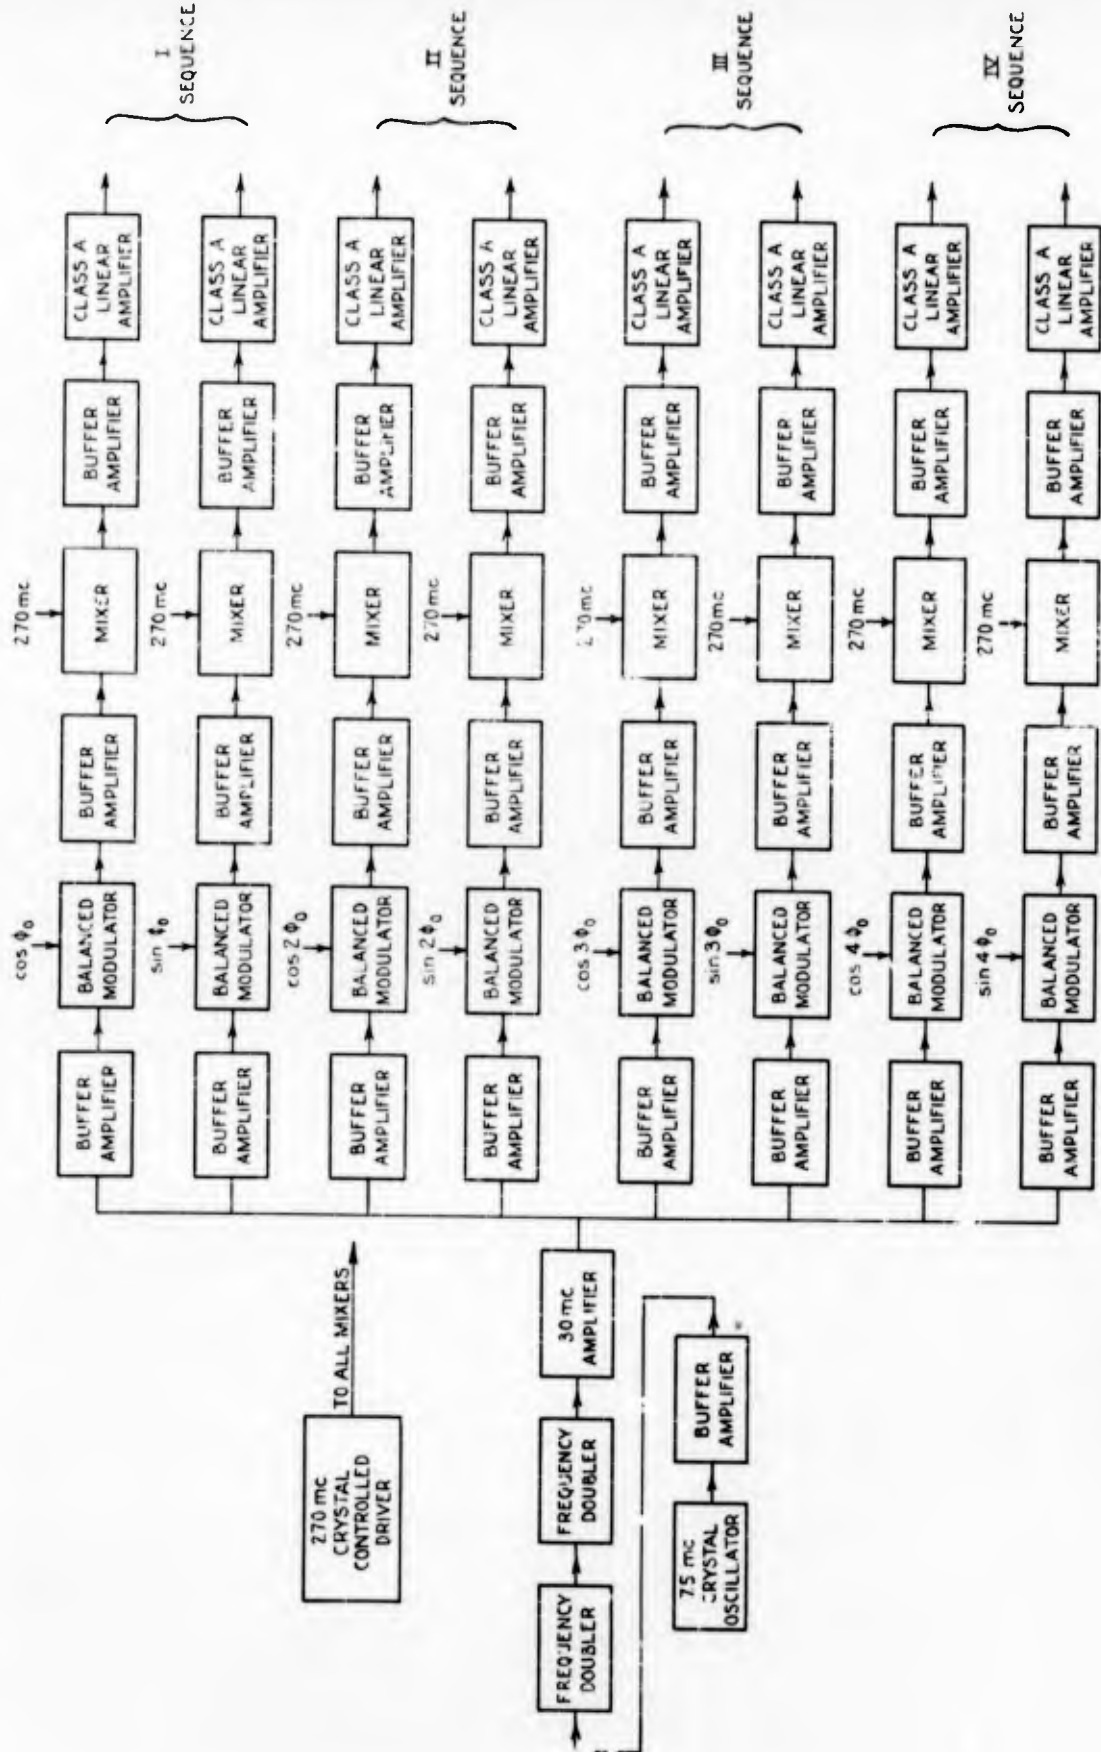 I
SEQUENCE
II
SEQUENCE
III
SEQUENCE
IV
SEQUENCE
cos Φ₀
270 mc
BUFFER
AMPLIFIER
BALANCED
MODULATOR
BUFFER
AMPLIFIER
MIXER
BUFFER
AMPLIFIER
CLASS A
LINEAR
AMPLIFIER
sin Φ₀
270 mc
BUFFER
AMPLIFIER
BALANCED
MODULATOR
BUFFER
AMPLIFIER
MIXER
BUFFER
AMPLIFIER
CLASS A
LINEAR
AMPLIFIER
cos 2Φ₀
270 mc
BUFFER
AMPLIFIER
BALANCED
MODULATOR
BUFFER
AMPLIFIER
MIXER
BUFFER
AMPLIFIER
CLASS A
LINEAR
AMPLIFIER
sin 2Φ₀
270 mc
BUFFER
AMPLIFIER
BALANCED
MODULATOR
BUFFER
AMPLIFIER
MIXER
BUFFER
AMPLIFIER
CLASS A
LINEAR
AMPLIFIER
cos 3Φ₀
270 mc
BUFFER
AMPLIFIER
BALANCED
MODULATOR
BUFFER
AMPLIFIER
MIXER
BUFFER
AMPLIFIER
CLASS A
LINEAR
AMPLIFIER
sin 3Φ₀
270 mc
BUFFER
AMPLIFIER
BALANCED
MODULATOR
BUFFER
AMPLIFIER
MIXER
BUFFER
AMPLIFIER
CLASS A
LINEAR
AMPLIFIER
cos 4Φ₀
270 mc
BUFFER
AMPLIFIER
BALANCED
MODULATOR
BUFFER
AMPLIFIER
MIXER
BUFFER
AMPLIFIER
CLASS A
LINEAR
AMPLIFIER
sin 4Φ₀
270 mc
BUFFER
AMPLIFIER
BALANCED
MODULATOR
BUFFER
AMPLIFIER
MIXER
BUFFER
AMPLIFIER
CLASS A
LINEAR
AMPLIFIER
270 mc
CRYSTAL
CONTROLLED
DRIVER
TO ALL MIXERS
FREQUENCY
DOUBLER
FREQUENCY
DOUBLER
30 mc
AMPLIFIER
7.5 mc
CRYSTAL
OSCILLATOR
BUFFER
AMPLIFIER